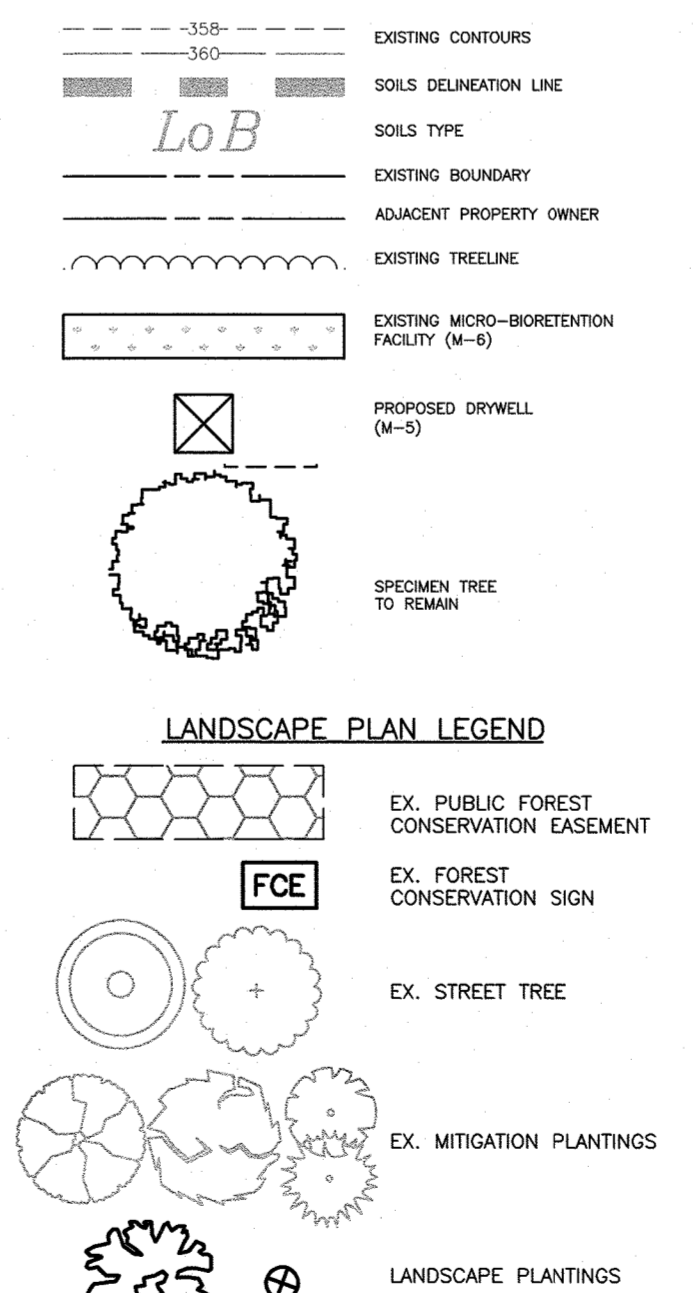 358
EXISTING CONTOURS
360
SOILS DELINEATION LINE
LoB
SOILS TYPE
EXISTING BOUNDARY
ADJACENT PROPERTY OWNER
EXISTING TREELINE
EXISTING MICRO-BIORETENTION
FACILITY (M-6)
PROPOSED DRYWELL
(M-5)
SPECIMEN TREE
TO REMAIN
LANDSCAPE PLAN LEGEND
EX. PUBLIC FOREST
CONSERVATION EASEMENT
FCE
EX. FOREST
CONSERVATION SIGN
EX. STREET TREE
EX. MITIGATION PLANTINGS
LANDSCAPE PLANTINGS